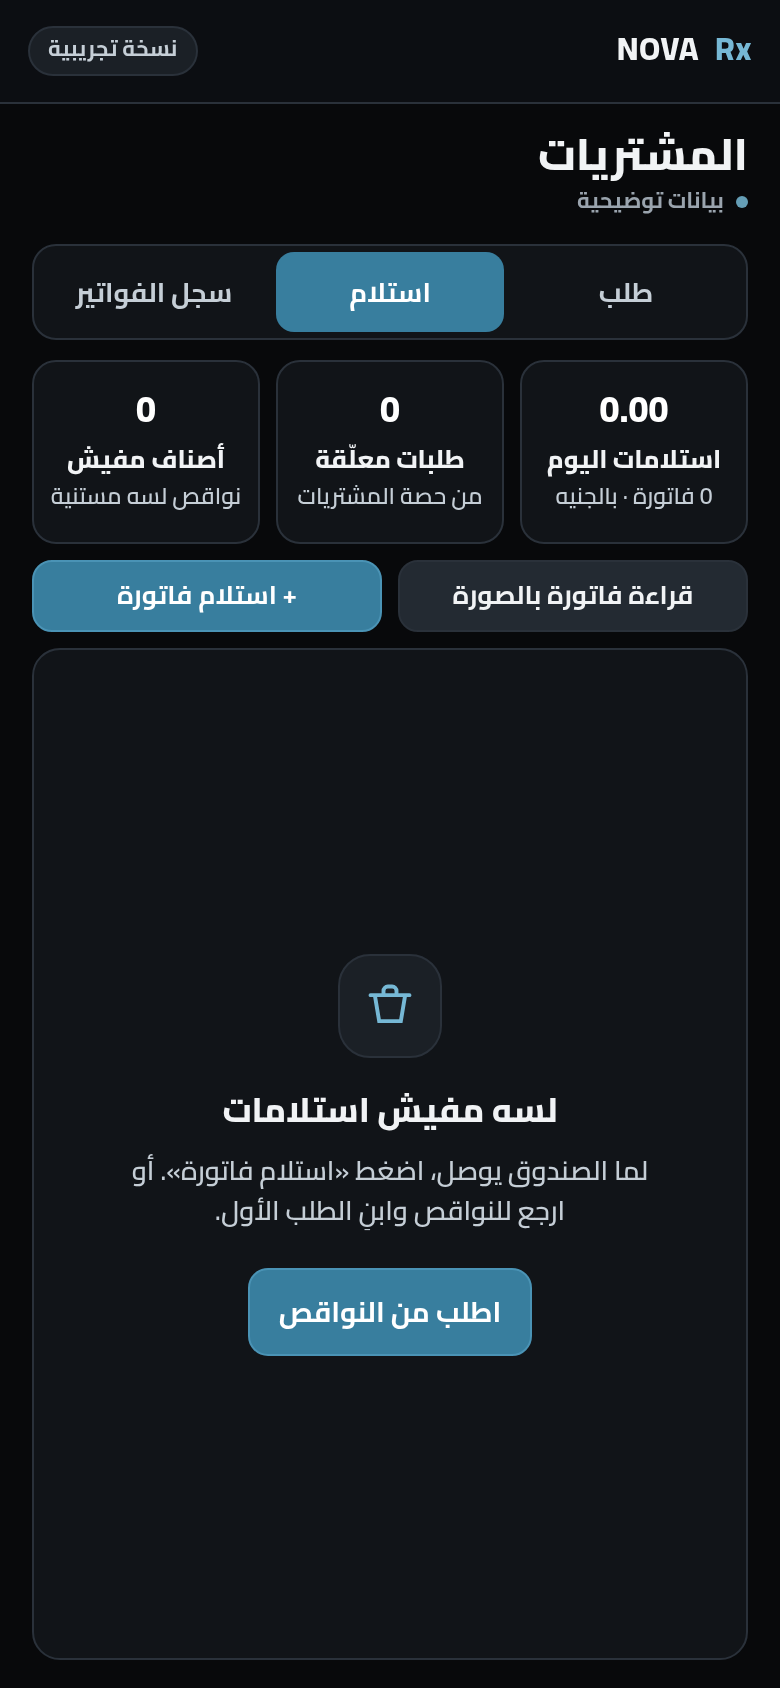 NOVA Rx
نسخة تجريبية
المشتريات
بيانات توضيحية
طلب
استلام
سجل الفواتير
0.00
استلامات اليوم
0 فاتورة · بالجنيه
0
طلبات معلّقة
من حصة المشتريات
0
أصناف مفيش
نواقص لسه مستنية
قراءة فاتورة بالصورة
+ استلام فاتورة
لسه مفيش استلامات
لما الصندوق يوصل، اضغط «استلام فاتورة». أو
ارجع للنواقص وابنِ الطلب الأول.
اطلب من النواقص